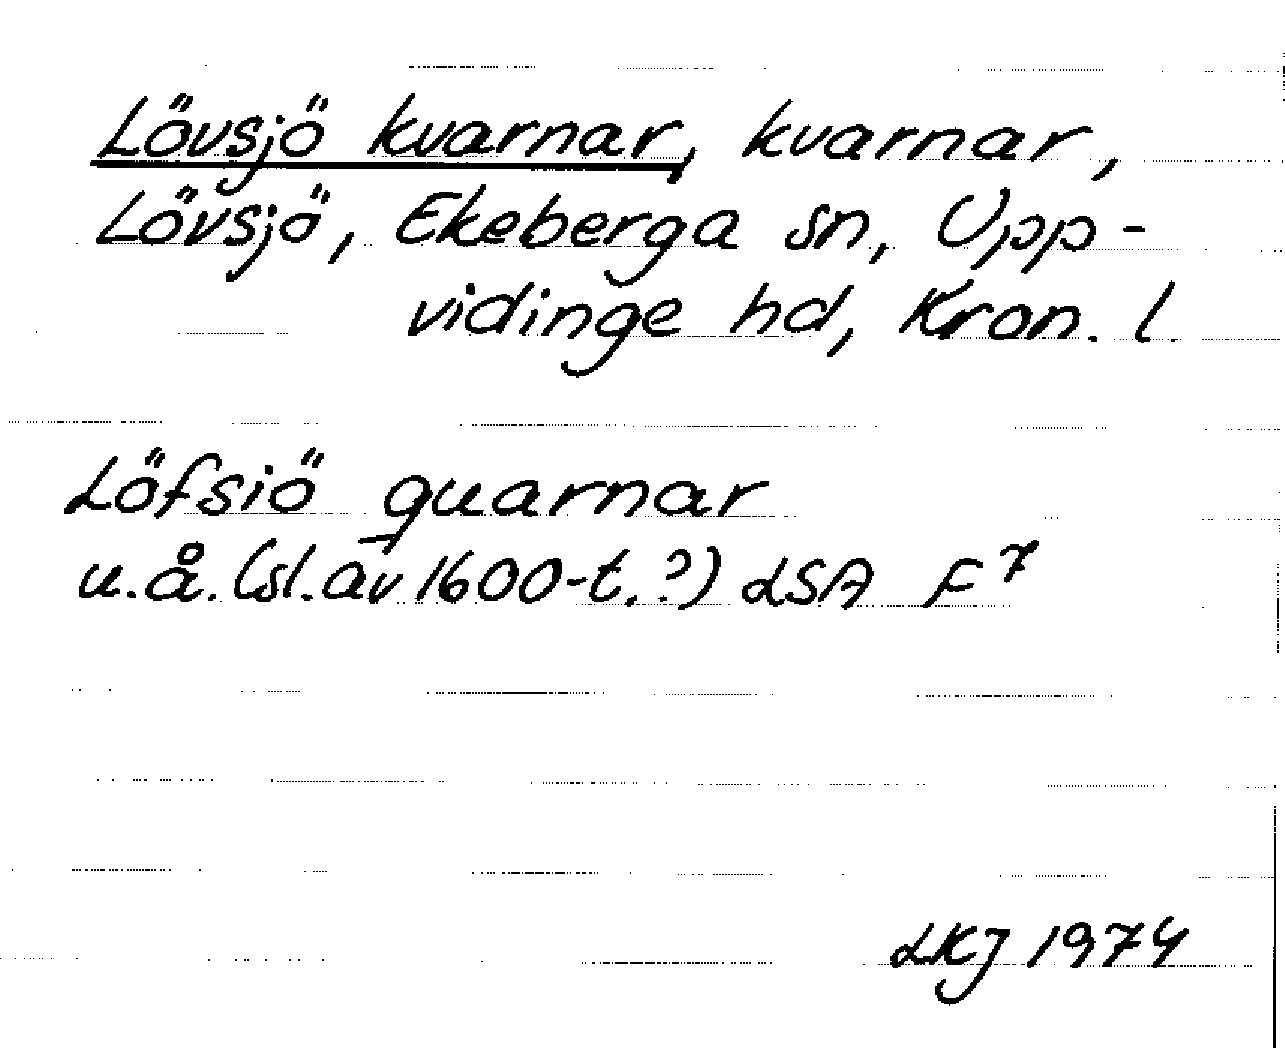 Lövsjö kvarnar, kvarnar,
Lövsjö, Ekeberga sn, Upp-
vidinge hd, Kron. l.
Löfsiö quarnar
u.å. (sl. av 1600-t.?) LSA F⁷
LKJ 1974